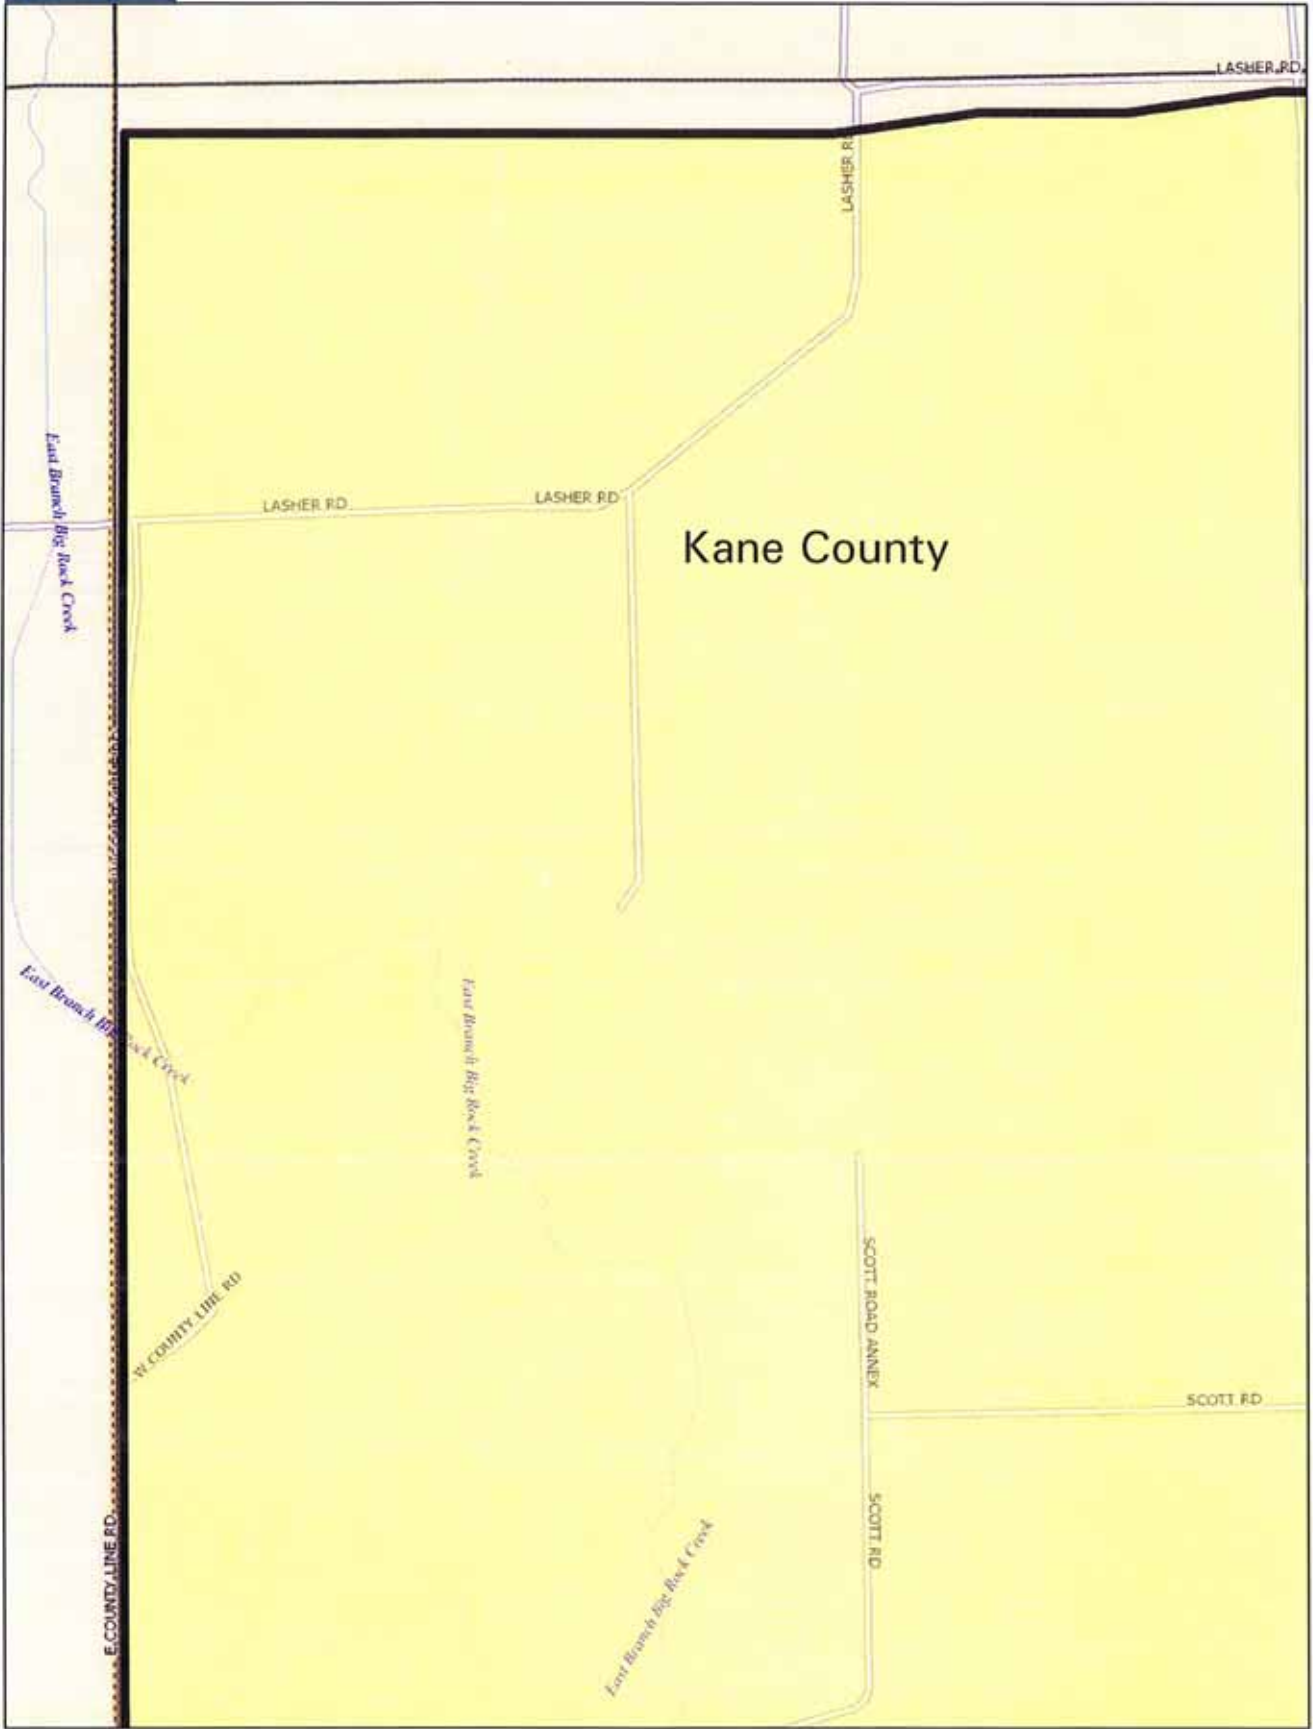 LASHER RD
LASHER RD
East Branch Big Rock Creek
LASHER RD
LASHER RD
Kane County
East Branch Big Rock Creek
East Branch Big Rock Creek
W COUNTY LINE RD
SCOTT ROAD ANNEX
SCOTT RD
SCOTT RD
E COUNTY LINE RD
East Branch Big Rock Creek